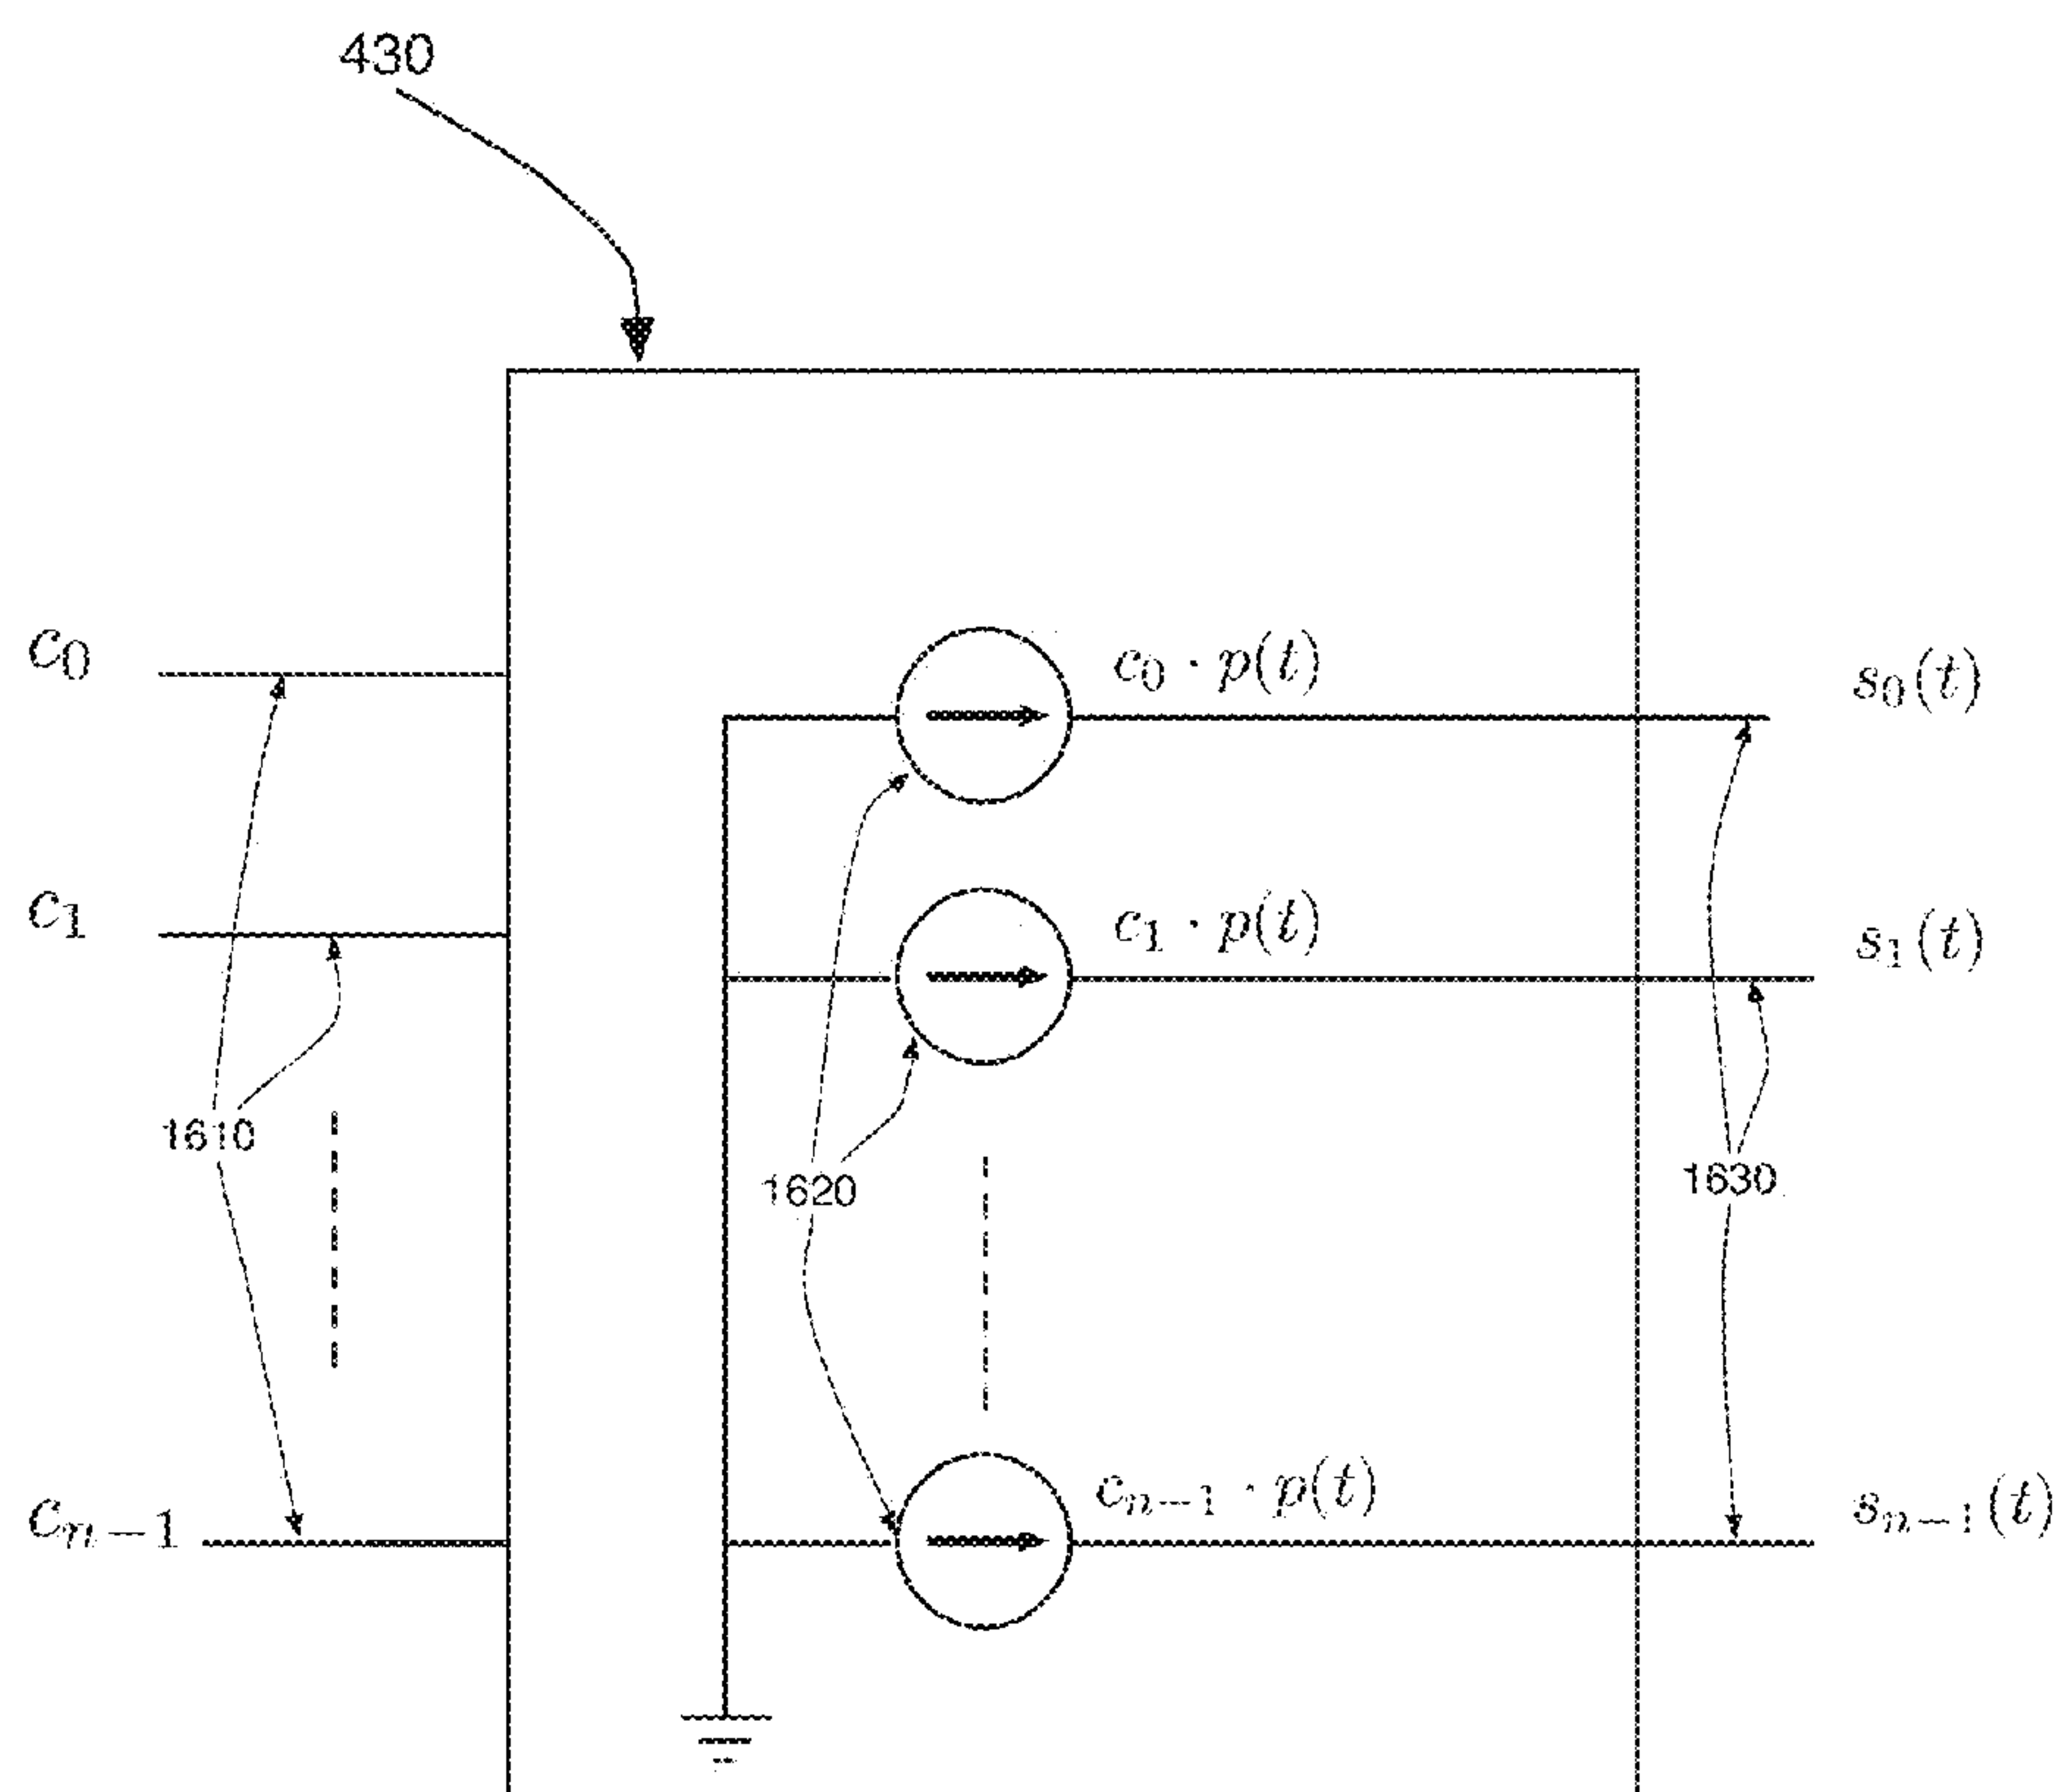 430
c₀
c₀ · p(t)
s₀(t)
c₁
c₁ · p(t)
s₁(t)
1610
1620
1630
cₙ₋₁
cₙ₋₁ · p(t)
sₙ₋₁(t)